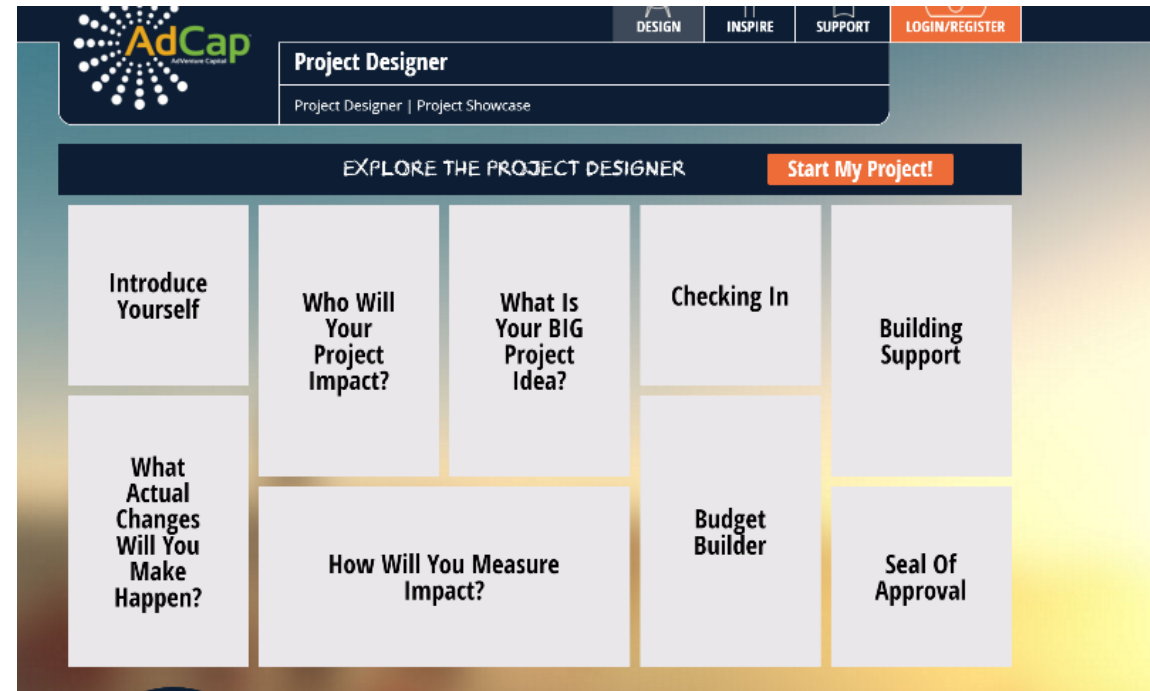 DESIGN
INSPIRE
SUPPORT
LOGIN/REGISTER
AdCap
AdVenture Capital
Project Designer
Project Designer | Project Showcase
EXPLORE THE PROJECT DESIGNER
Start My Project!
Introduce
Yourself
Who Will
Your
Project
Impact?
What Is
Your BIG
Project
Idea?
Checking In
Building
Support
What
Actual
Changes
Will You
Make
Happen?
How Will You Measure
Impact?
Budget
Builder
Seal Of
Approval